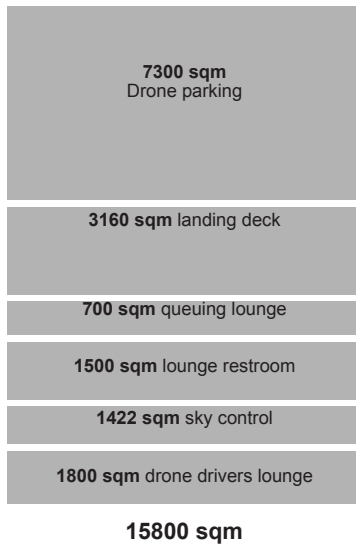 7300 sqm
Drone parking
3160 sqm landing deck
700 sqm queuing lounge
1500 sqm lounge restroom
1422 sqm sky control
1800 sqm drone drivers lounge
15800 sqm